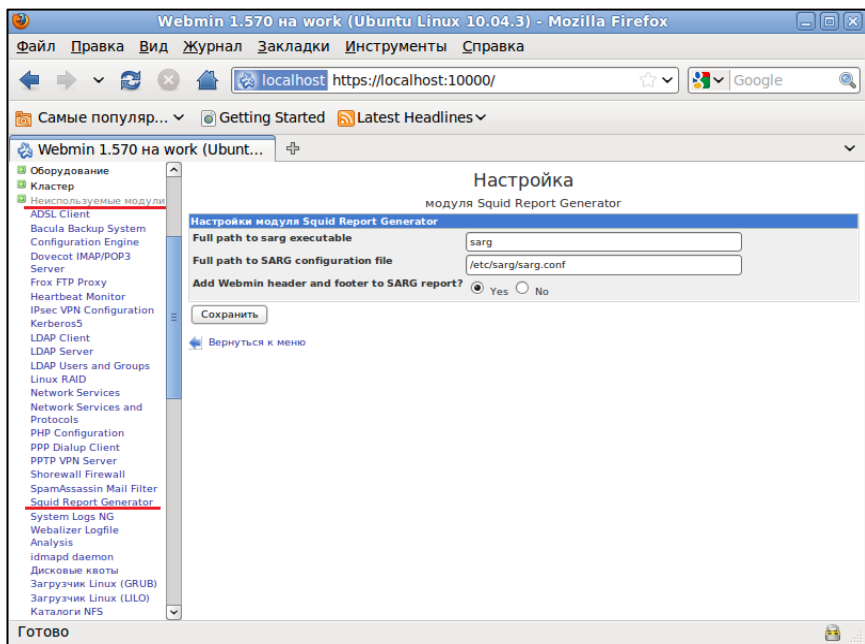 Webmin 1.570 на work (Ubuntu Linux 10.04.3) - Mozilla Firefox
Файл Правка Вид Журнал Закладки Инструменты Справка
localhost https://localhost:10000/ Google
Самые популяр... Getting Started Latest Headlines
Webmin 1.570 на work (Ubunt...
Оборудование
Кластер
Неиспользуемые модули
ADSL Client
Bacula Backup System
Configuration Engine
Dovecot IMAP/POP3
Server
Frox FTP Proxy
Heartbeat Monitor
IPsec VPN Configuration
Kerberos5
LDAP Client
LDAP Server
LDAP Users and Groups
Linux RAID
Network Services
Network Services and
Protocols
PHP Configuration
PPP Dialup Client
PPTP VPN Server
Shorewall Firewall
SpamAssassin Mail Filter
Squid Report Generator
System Logs NG
Webalizer Logfile
Analysis
idmapd daemon
Дисковые квоты
Загрузчик Linux (GRUB)
Загрузчик Linux (LILO)
Каталоги NFS
Настройка
модуля Squid Report Generator
Настройки модуля Squid Report Generator
Full path to sarg executable sarg
Full path to SARG configuration file /etc/sarg/sarg.conf
Add Webmin header and footer to SARG report? Yes No
Сохранить
Вернуться к меню
Готово